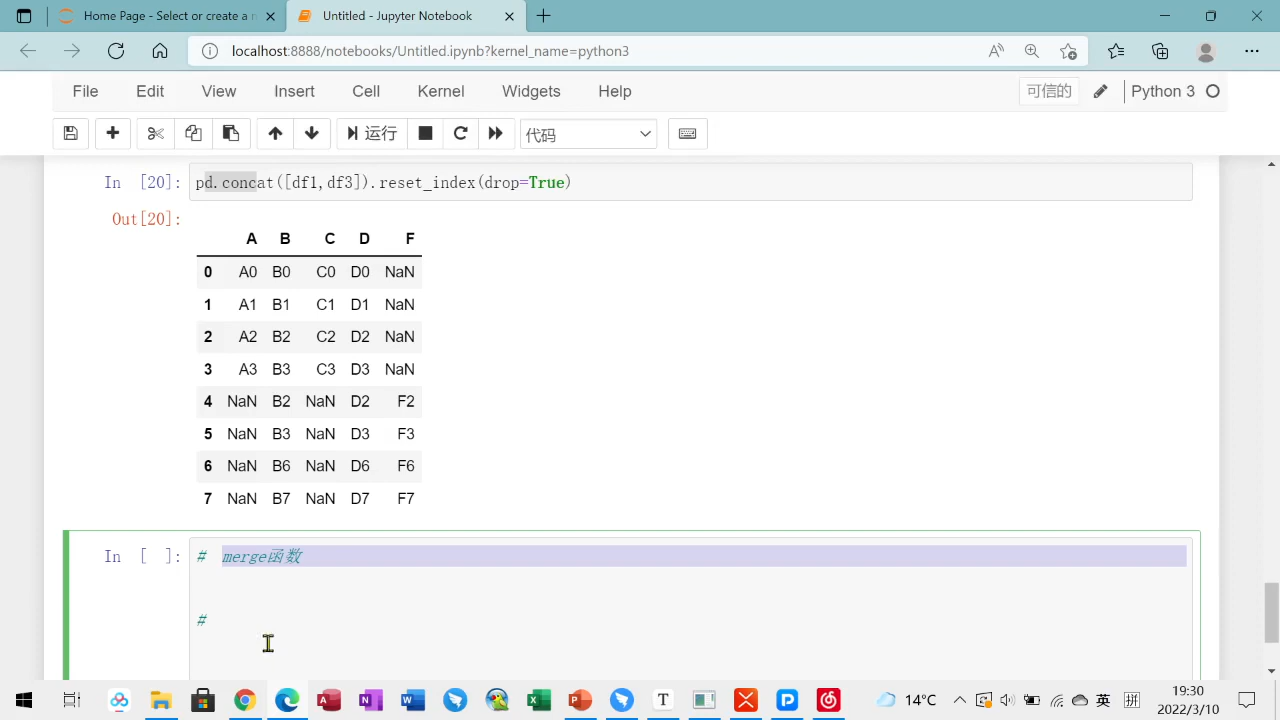 Home Page - Select or create a n
Untitled - Jupyter Notebook
localhost:8888/notebooks/Untitled.ipynb?kernel_name=python3
File Edit View Insert Cell Kernel Widgets Help 可信的 Python 3
运行 代码
In [20]: pd.concat([df1,df3]).reset_index(drop=True)
Out[20]:
A B C D F
0 A0 B0 C0 D0 NaN
1 A1 B1 C1 D1 NaN
2 A2 B2 C2 D2 NaN
3 A3 B3 C3 D3 NaN
4 NaN B2 NaN D2 F2
5 NaN B3 NaN D3 F3
6 NaN B6 NaN D6 F6
7 NaN B7 NaN D7 F7
In [ ]: # merge函数
#
14°C 英 拼 19:30
2022/3/10